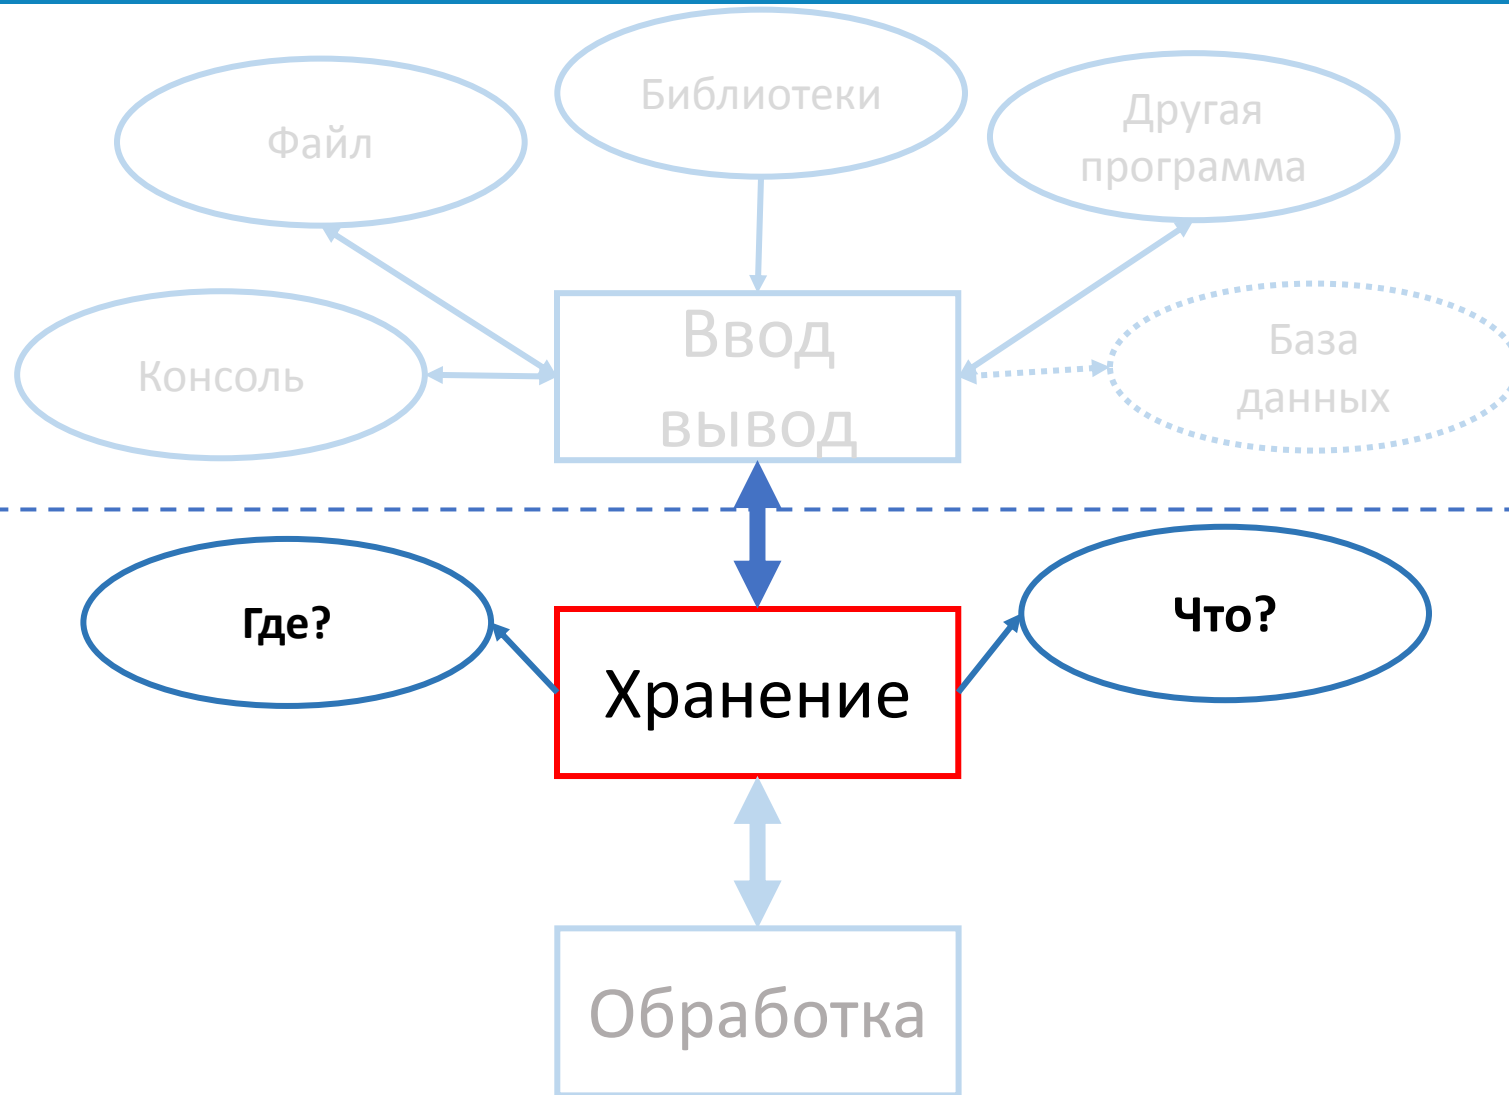 Библиотеки
Файл
Другая
программа
Консоль
Ввод
вывод
База
данных
Где?
Хранение
Что?
Обработка